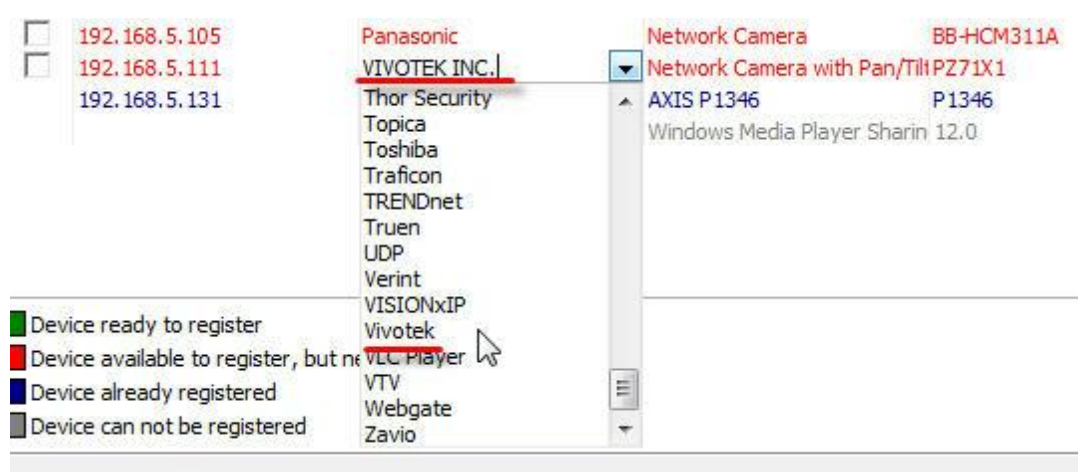 192.168.5.105 Panasonic Network Camera BB-HCM311A
192.168.5.111 VIVOTEK INC. Network Camera with Pan/Tilt PZ71X1
192.168.5.131 Thor Security AXIS P1346 P1346
Topica Windows Media Player Sharin 12.0
Toshiba
Traficon
TRENDnet
Truen
UDP
Verint
VISIONxIP
Device ready to register Vivotek
Device available to register, but ne VLC Player
Device already registered VTV
Webgate
Device can not be registered Zavio